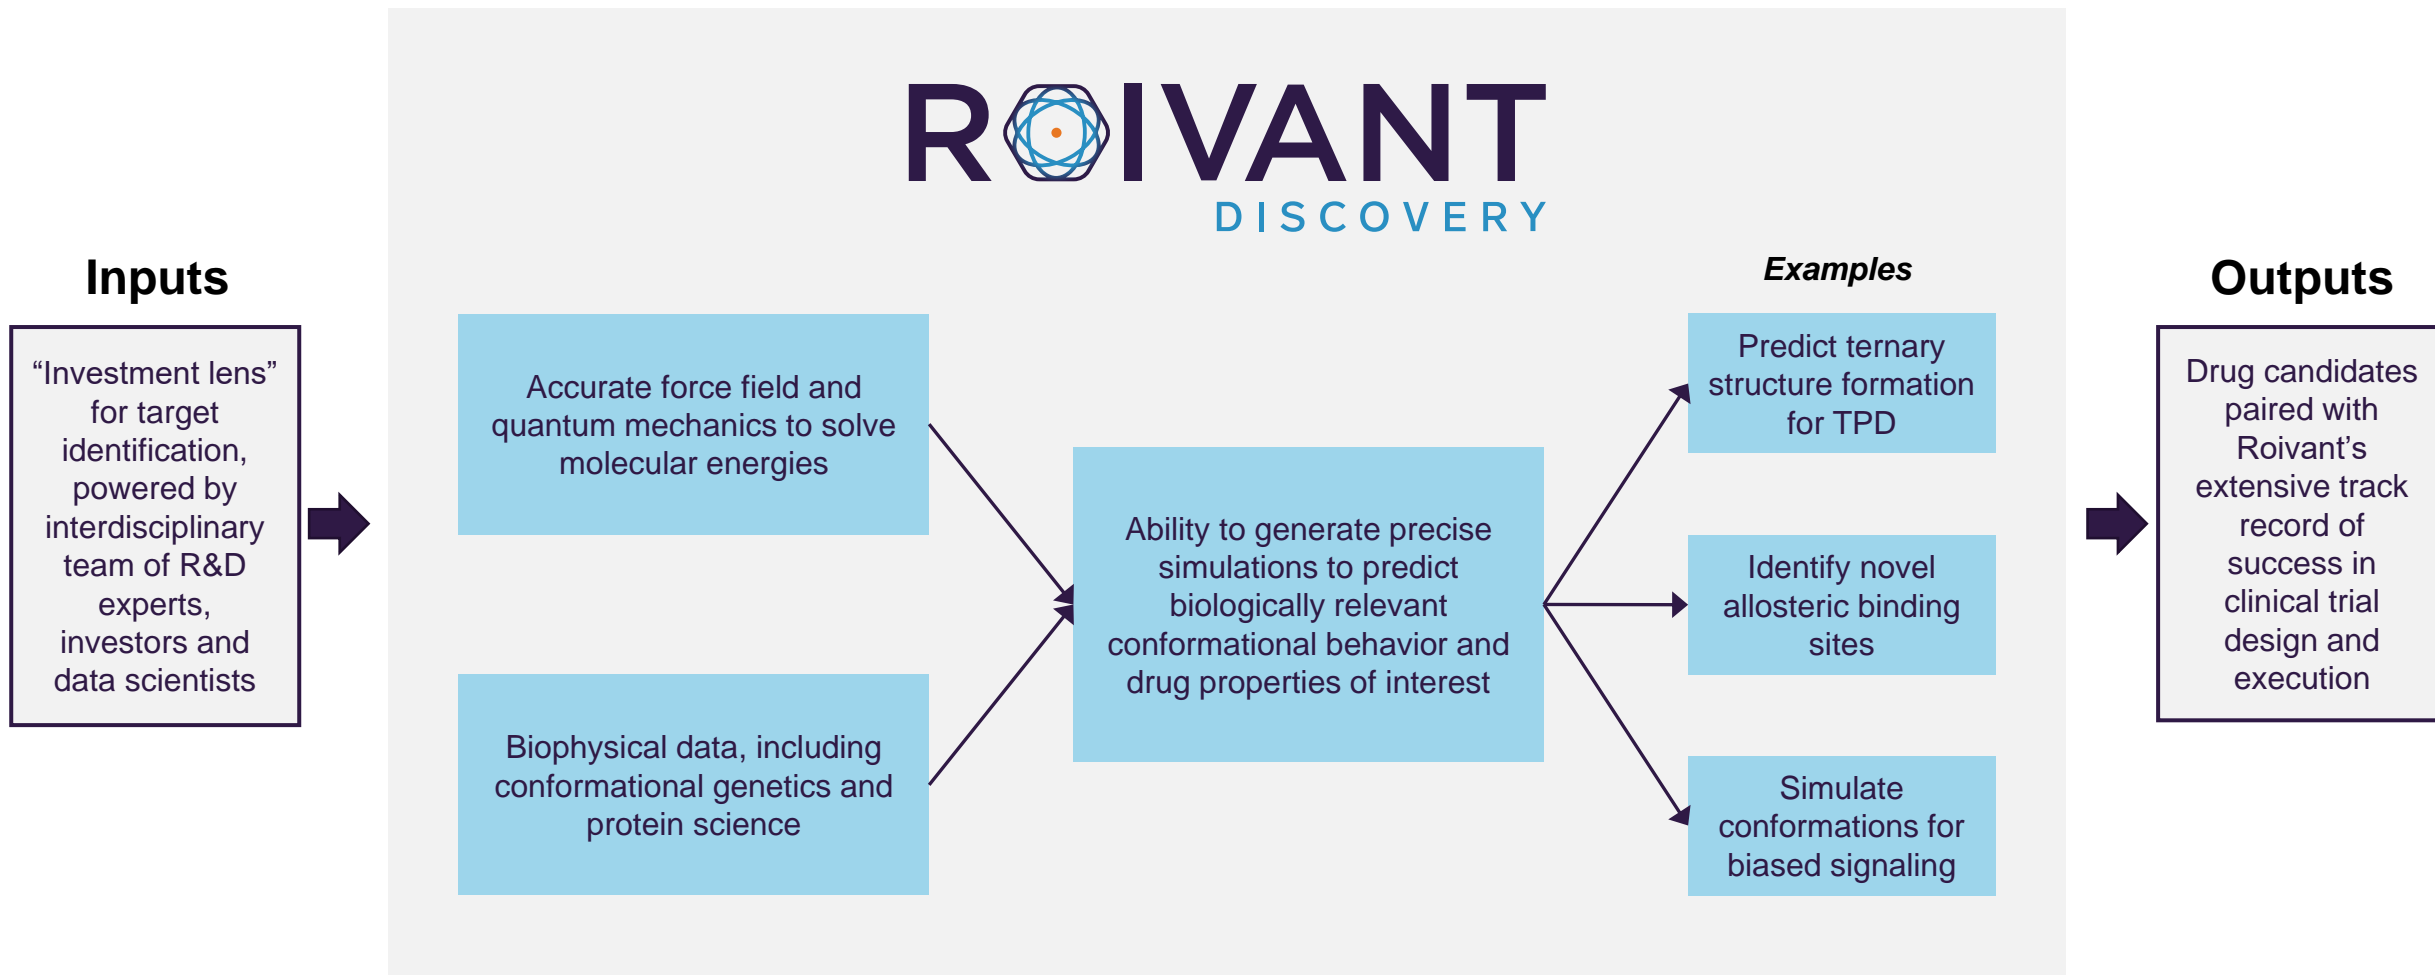 ROIVANT
DISCOVERY
Inputs
“Investment lens”
for target
identification,
powered by
interdisciplinary
team of R&D
experts,
investors and
data scientists
Accurate force field and
quantum mechanics to solve
molecular energies
Biophysical data, including
conformational genetics and
protein science
Ability to generate precise
simulations to predict
biologically relevant
conformational behavior and
drug properties of interest
Examples
Predict ternary
structure formation
for TPD
Identify novel
allosteric binding
sites
Simulate
conformations for
biased signaling
Outputs
Drug candidates
paired with
Roivant’s
extensive track
record of
success in
clinical trial
design and
execution